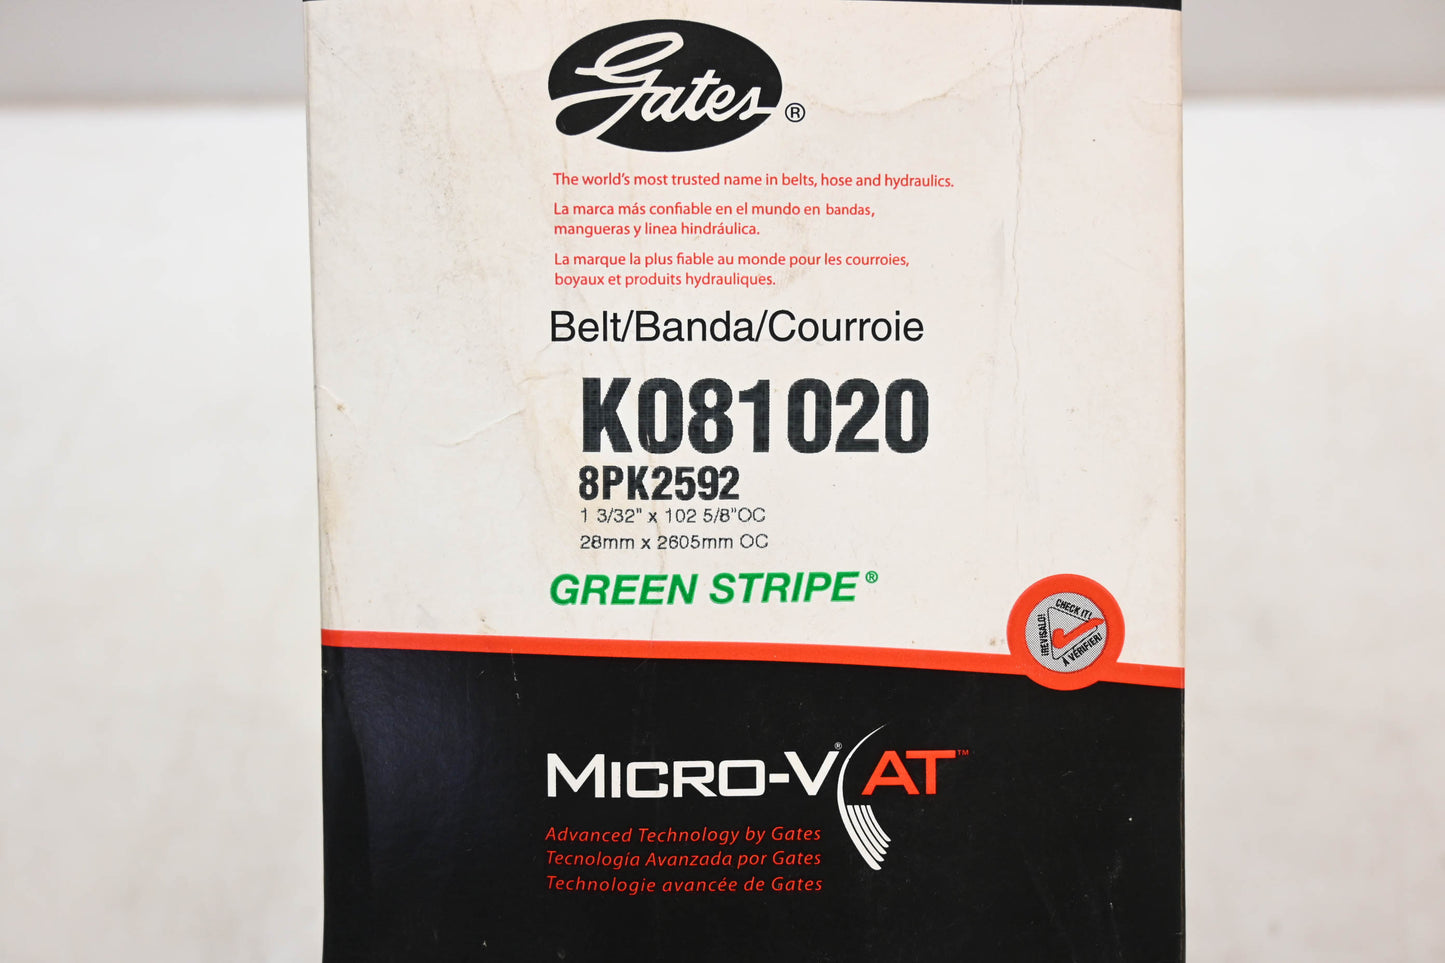 Gates®
The world's most trusted name in belts, hose and hydraulics.
La marca más confiable en el mundo en bandas,
mangueras y linea hindráulica.
La marque la plus fiable au monde pour les courroies,
boyaux et produits hydrauliques.
Belt/Banda/Courroie
K081020
8PK2592
1 3/32" x 102 5/8"OC
28mm x 2605mm OC
GREEN STRIPE®
CHECK IT!
¡REVISALO!
À VÉRIFIER!
MICRO-V® AT™
Advanced Technology by Gates
Tecnología Avanzada por Gates
Technologie avancée de Gates